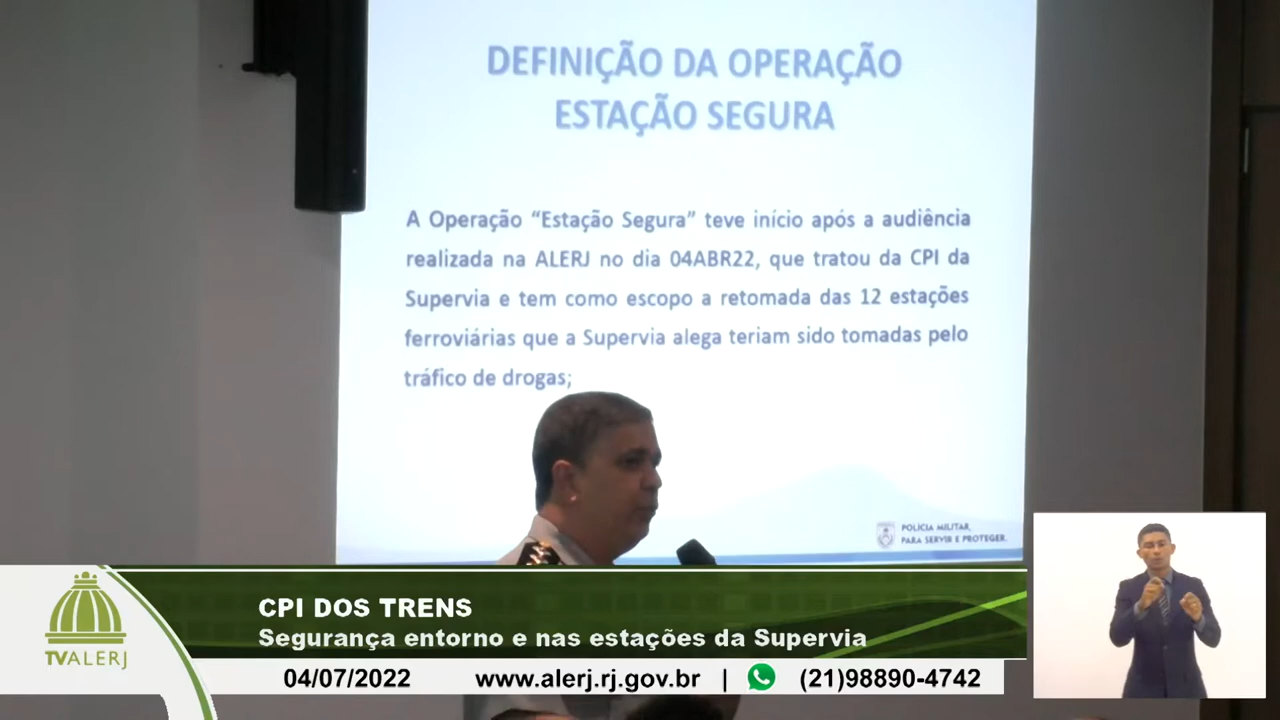 DEFINIÇÃO DA OPERAÇÃO
ESTAÇÃO SEGURA
A Operação “Estação Segura” teve início após a audiência
realizada na ALERJ no dia 04ABR22, que tratou da CPI da
Supervia e tem como escopo a retomada das 12 estações
ferroviárias que a Supervia alega teriam sido tomadas pelo
tráfico de drogas;
POLÍCIA MILITAR,
PARA SERVIR E PROTEGER.
CPI DOS TRENS
Segurança entorno e nas estações da Supervia
TVALERJ
04/07/2022 www.alerj.rj.gov.br | (21)98890-4742